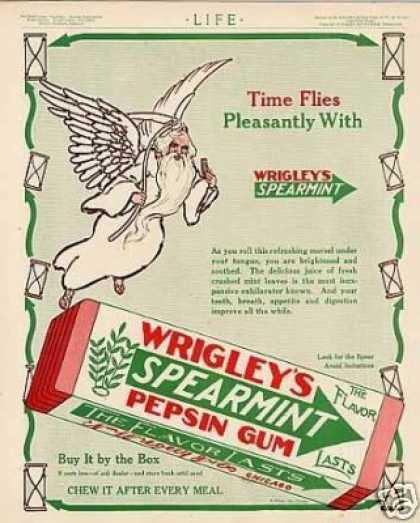 · LIFE ·
Time Flies
Pleasantly With
WRIGLEY'S
SPEARMINT
As you roll this refreshing morsel under
your tongue, you are brightened and
soothed. The delicious juice of fresh
crushed mint leaves is the most inex-
pensive exhilarator known. And your
teeth, breath, appetite and digestion
improve all the while.
Look for the Spear
Avoid Imitations
WRIGLEY'S
SPEARMINT
PEPSIN GUM
THE FLAVOR LASTS
THE FLAVOR LASTS
CHICAGO
Buy It by the Box
It costs less—of any dealer—and stays fresh until used
CHEW IT AFTER EVERY MEAL